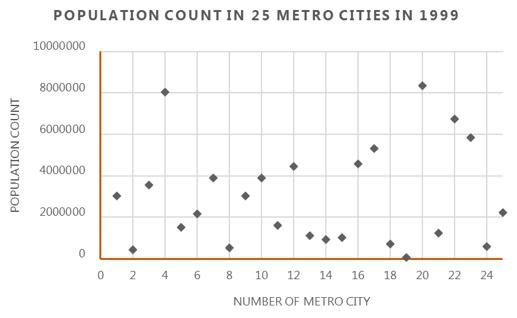 POPULATION COUNT IN 25 METRO CITIES IN 1999
10000000
8000000
6000000
4000000
2000000
0
POPULATION COUNT
0 2 4 6 8 10 12 14 16 18 20 22 24
NUMBER OF METRO CITY